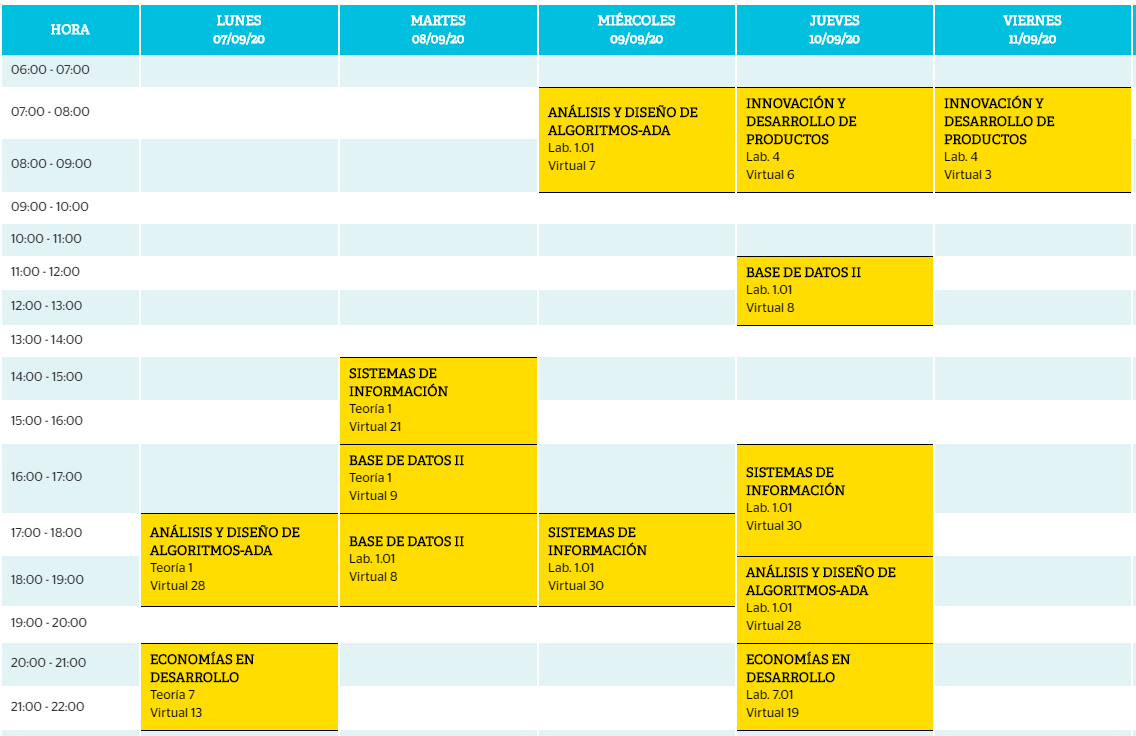 HORA
LUNES
07/09/20
MARTES
08/09/20
MIÉRCOLES
09/09/20
JUEVES
10/09/20
VIERNES
11/09/20
06:00 - 07:00
07:00 - 08:00
ANÁLISIS Y DISEÑO DE
ALGORITMOS-ADA
Lab. 1.01
Virtual 7
INNOVACIÓN Y
DESARROLLO DE
PRODUCTOS
Lab. 4
Virtual 6
INNOVACIÓN Y
DESARROLLO DE
PRODUCTOS
Lab. 4
Virtual 3
08:00 - 09:00
09:00 - 10:00
10:00 - 11:00
11:00 - 12:00
BASE DE DATOS II
Lab. 1.01
Virtual 8
12:00 - 13:00
13:00 - 14:00
14:00 - 15:00
SISTEMAS DE
INFORMACIÓN
Teoría 1
Virtual 21
15:00 - 16:00
16:00 - 17:00
BASE DE DATOS II
Teoría 1
Virtual 9
SISTEMAS DE
INFORMACIÓN
Lab. 1.01
Virtual 30
17:00 - 18:00
ANÁLISIS Y DISEÑO DE
ALGORITMOS-ADA
Teoría 1
Virtual 28
BASE DE DATOS II
Lab. 1.01
Virtual 8
SISTEMAS DE
INFORMACIÓN
Lab. 1.01
Virtual 30
18:00 - 19:00
ANÁLISIS Y DISEÑO DE
ALGORITMOS-ADA
Lab. 1.01
Virtual 28
19:00 - 20:00
20:00 - 21:00
ECONOMÍAS EN
DESARROLLO
Teoría 7
Virtual 13
ECONOMÍAS EN
DESARROLLO
Lab. 7.01
Virtual 19
21:00 - 22:00